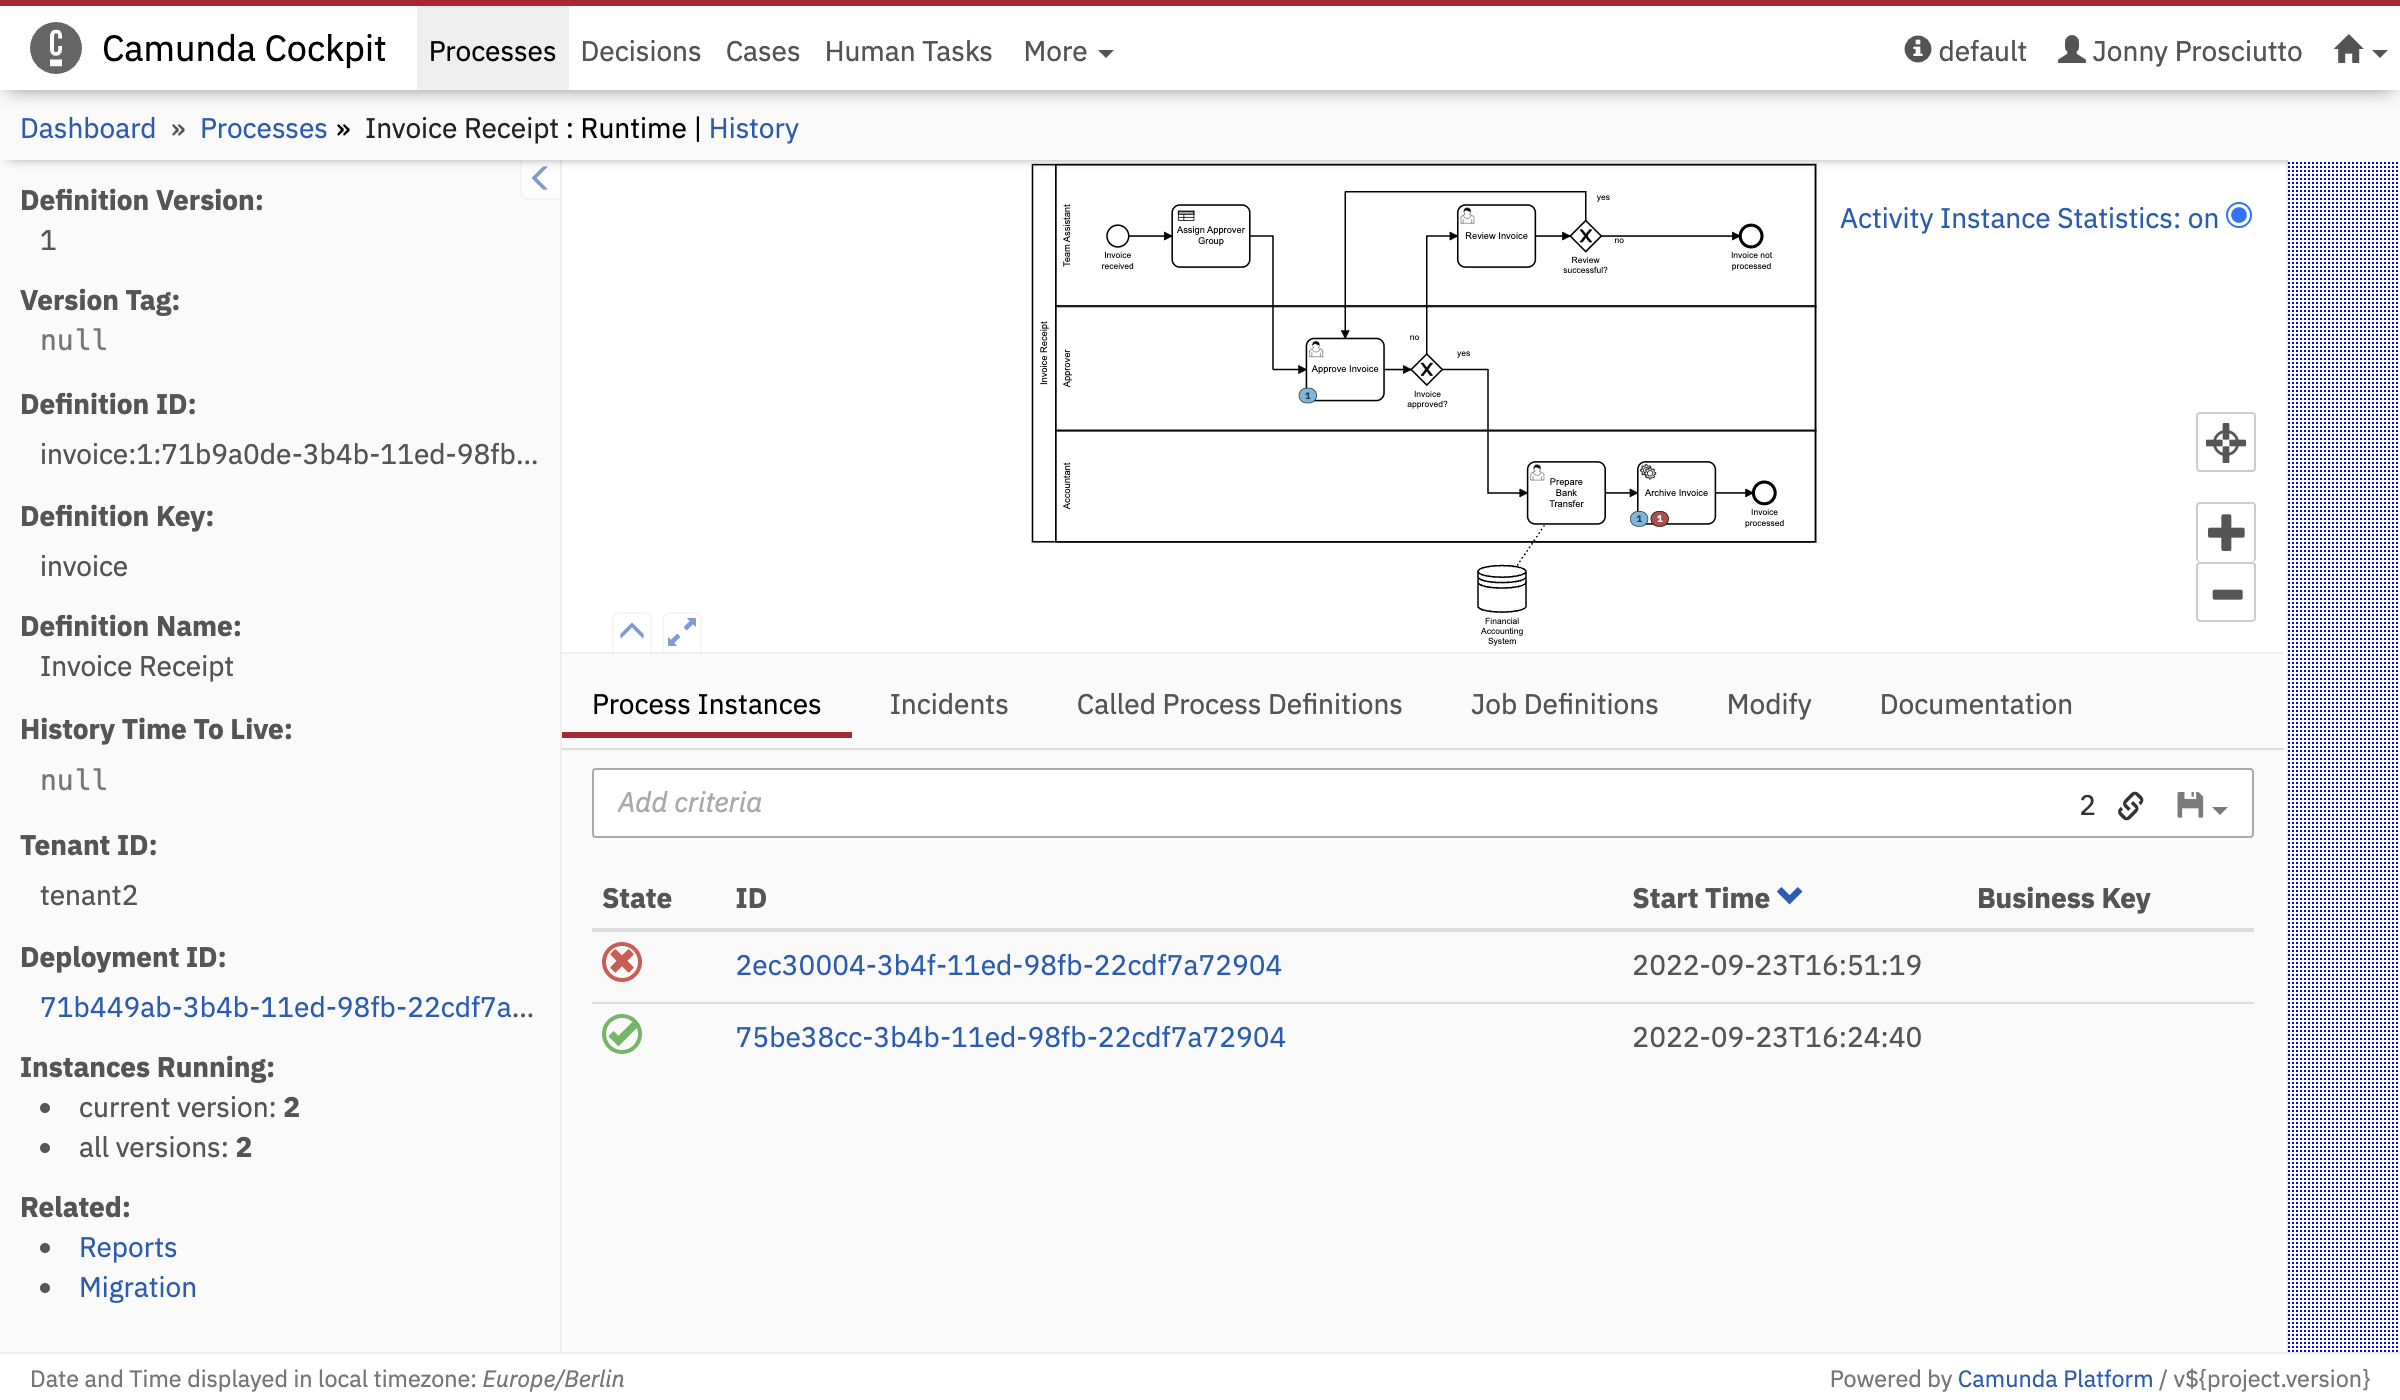 Camunda Cockpit Processes Decisions Cases Human Tasks More default Jonny Prosciutto
Dashboard » Processes » Invoice Receipt : Runtime | History
Definition Version:
1
Version Tag:
null
Definition ID:
invoice:1:71b9a0de-3b4b-11ed-98fb...
Definition Key:
invoice
Definition Name:
Invoice Receipt
History Time To Live:
null
Tenant ID:
tenant2
Deployment ID:
71b449ab-3b4b-11ed-98fb-22cdf7a...
Instances Running:
current version: 2
all versions: 2
Related:
Reports
Migration
Activity Instance Statistics: on
Invoice Receipt
Team Assistant
Invoice
received
Assign Approver
Group
Review Invoice
yes
no
Review
successful?
Invoice not
processed
Approver
Approve Invoice
1
no
yes
Invoice
approved?
Accountant
Prepare
Bank
Transfer
Archive Invoice
1 1
Invoice
processed
Financial
Accounting
System
Process Instances Incidents Called Process Definitions Job Definitions Modify Documentation
Add criteria 2
State ID Start Time Business Key
2ec30004-3b4f-11ed-98fb-22cdf7a72904 2022-09-23T16:51:19
75be38cc-3b4b-11ed-98fb-22cdf7a72904 2022-09-23T16:24:40
Date and Time displayed in local timezone: Europe/Berlin
Powered by Camunda Platform / v${project.version}